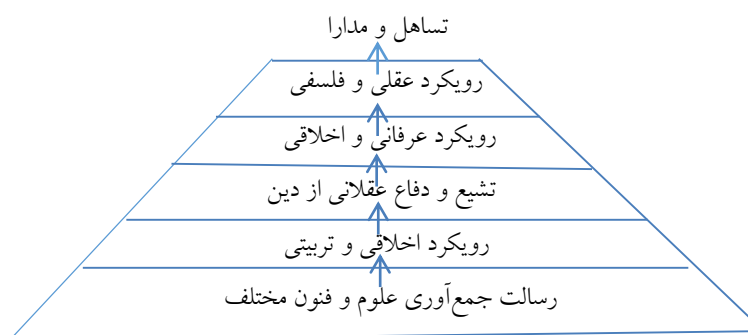 تساهل و مدارا
رویکرد عقلی و فلسفی
رویکرد عرفانی و اخلاقی
تشیع و دفاع عقلانی از دین
رویکرد اخلاقی و تربیتی
رسالت جمع‌آوری علوم و فنون مختلف